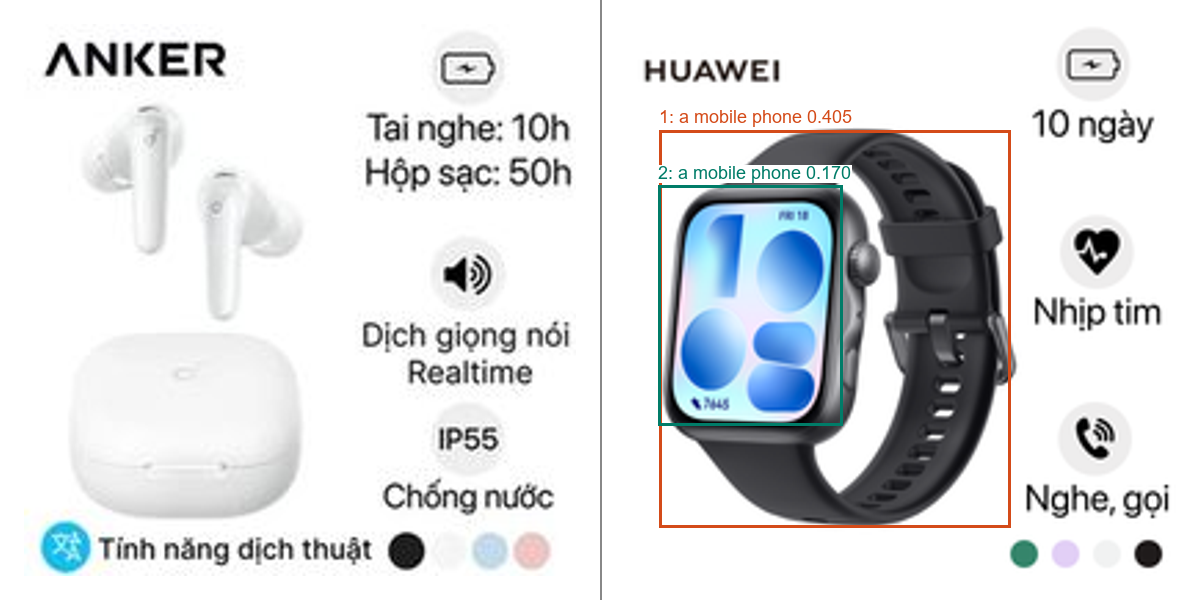 ANKER
Tai nghe: 10h
Hộp sạc: 50h
Dịch giọng nói
Realtime
IP55
Chống nước
Tính năng dịch thuật
HUAWEI
1: a mobile phone 0.405
2: a mobile phone 0.170
FRI 18
7645
10 ngày
Nhịp tim
Nghe, gọi